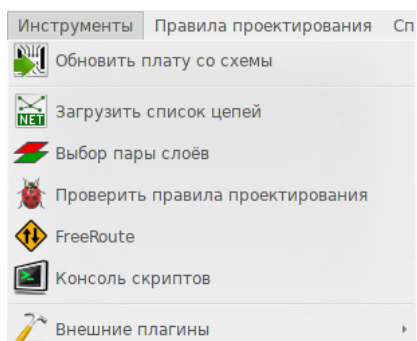 Инструменты Правила проектирования Сп
Обновить плату со схемы
Загрузить список цепей
NET
Выбор пары слоёв
Проверить правила проектирования
FreeRoute
Консоль скриптов
Внешние плагины